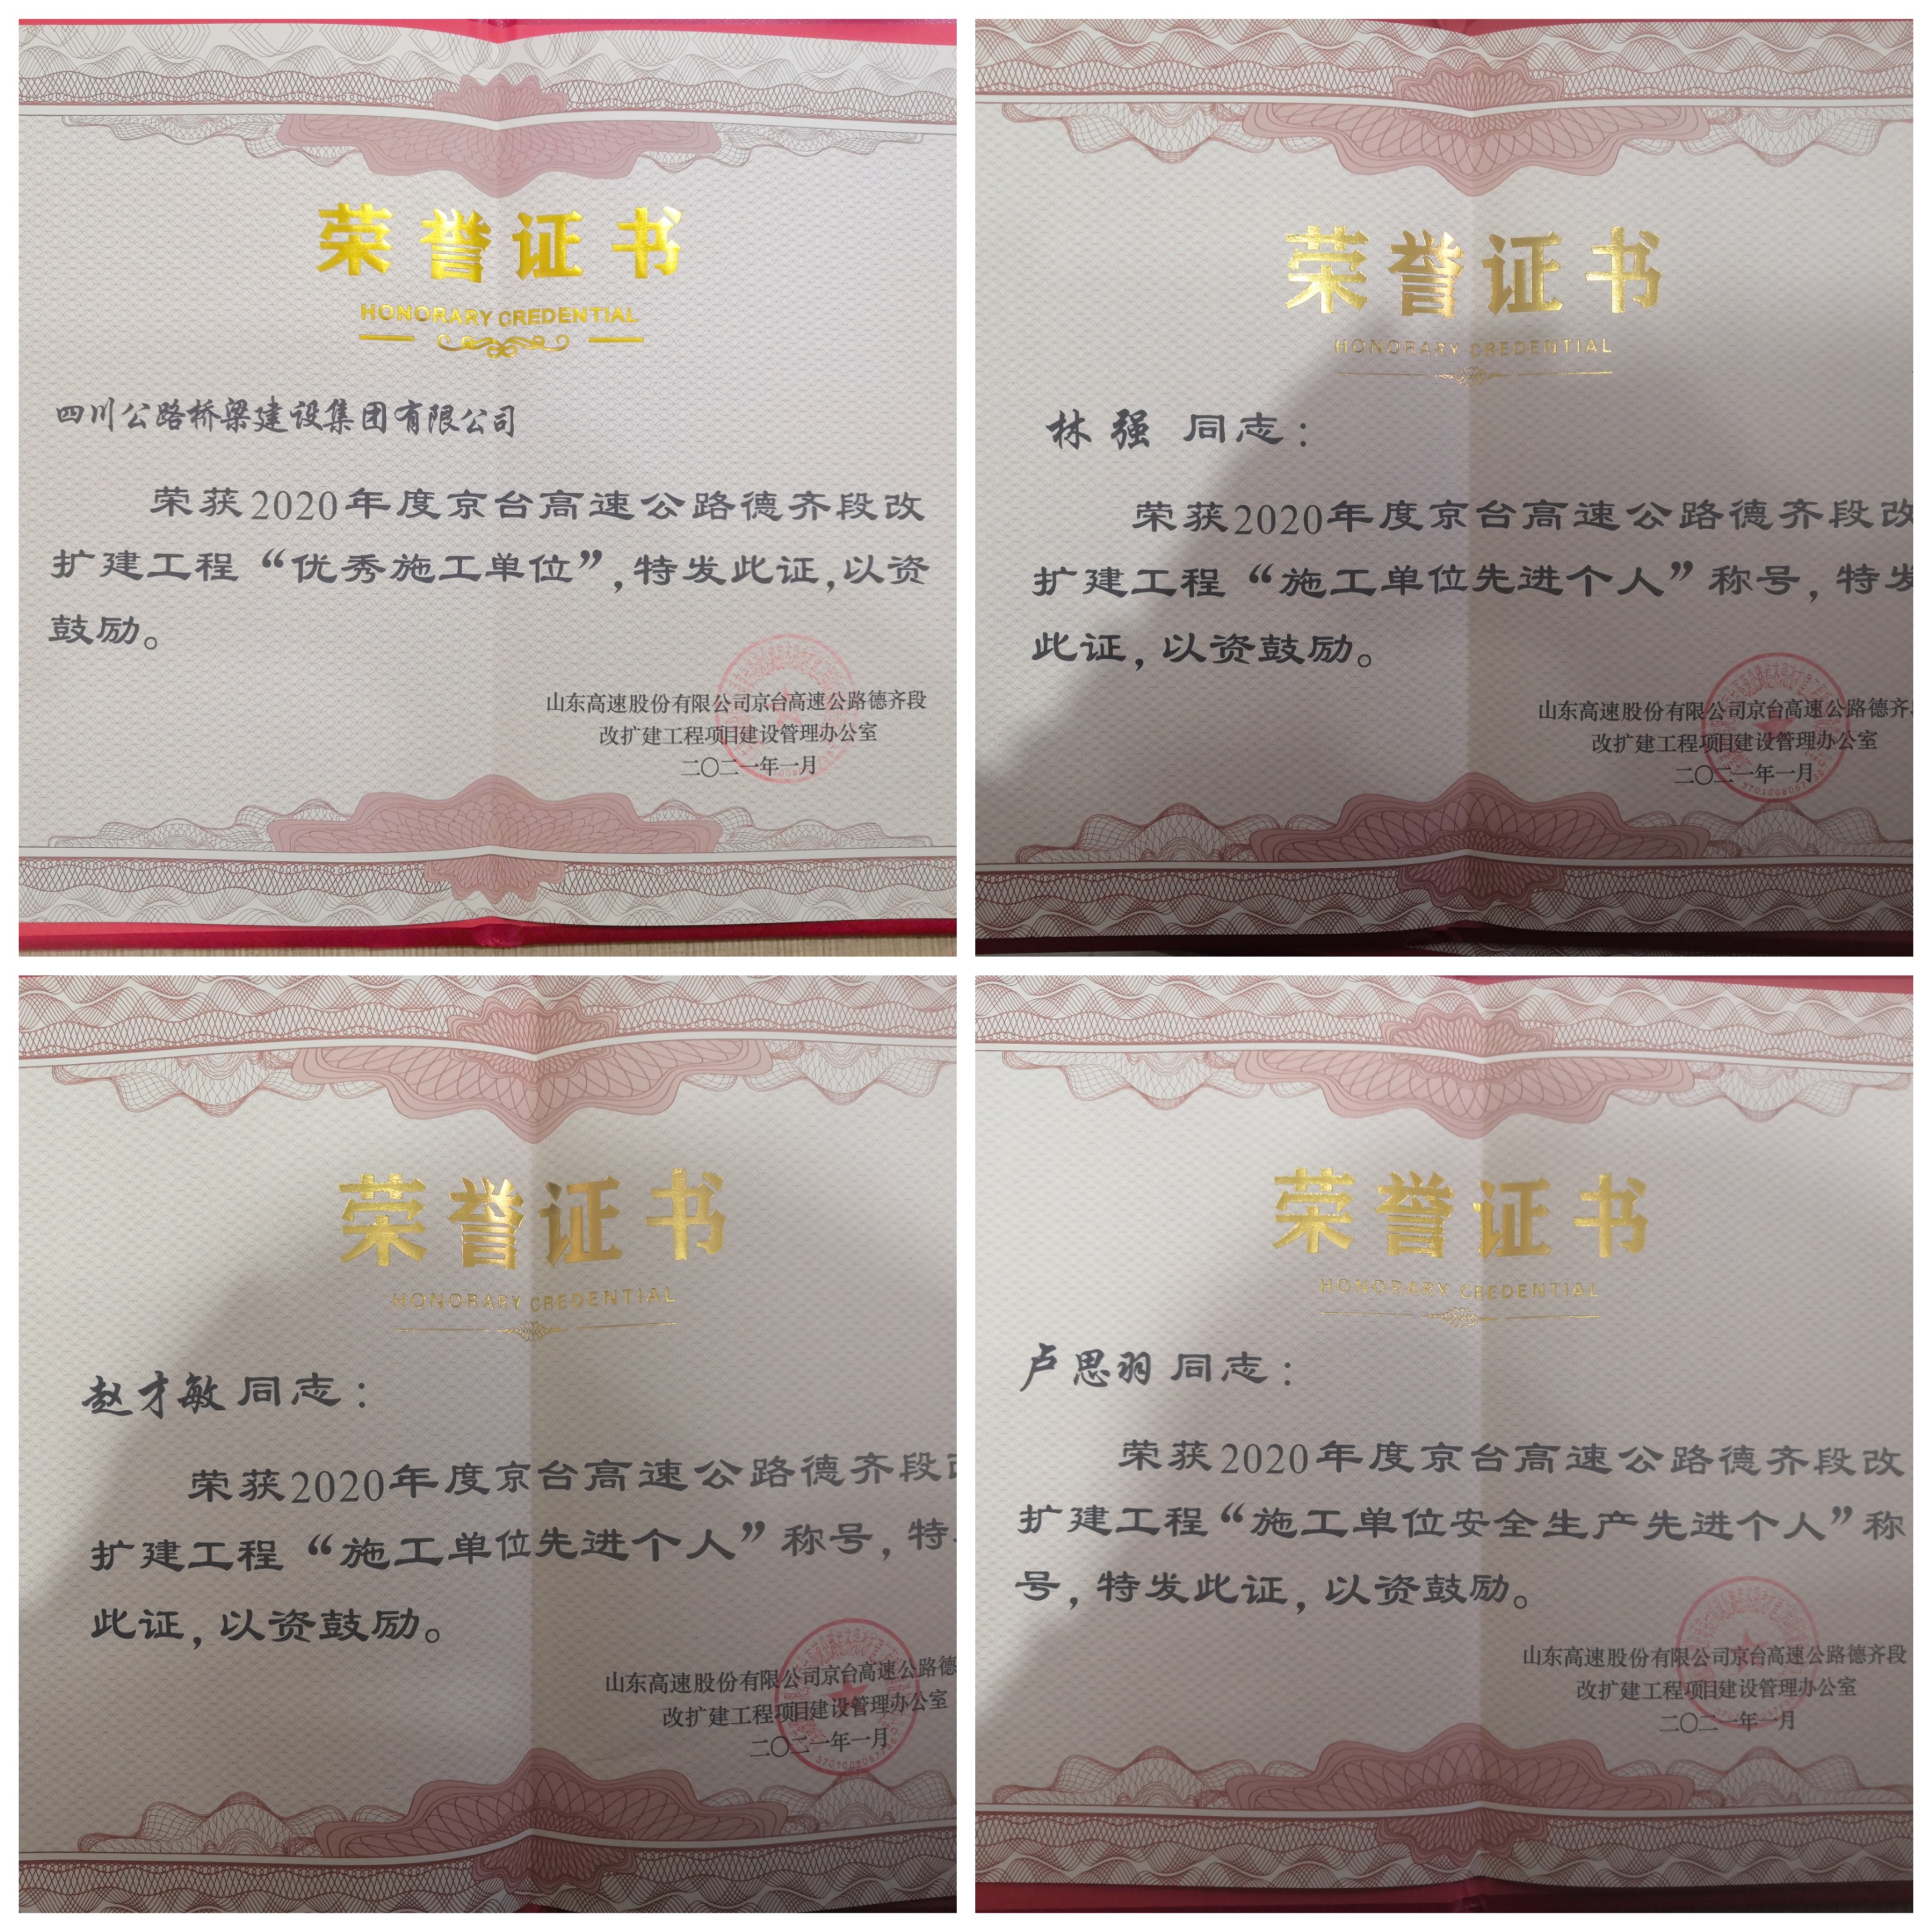 荣誉证书
HONORARY CREDENTIAL
四川公路桥梁建设集团有限公司
荣获2020年度京台高速公路德齐段改
扩建工程“优秀施工单位”,特发此证,以资
鼓励。
山东高速股份有限公司京台高速公路德齐段
改扩建工程项目建设管理办公室
二〇二一年一月
荣誉证书
HONORARY CREDENTIAL
林强 同志:
荣获2020年度京台高速公路德齐段改
扩建工程“施工单位先进个人”称号,特发
此证,以资鼓励。
山东高速股份有限公司京台高速公路德齐
改扩建工程项目建设管理办公室
二〇二一年一月
荣誉证书
HONORARY CREDENTIAL
赵才敏同志:
荣获2020年度京台高速公路德齐段改
扩建工程“施工单位先进个人”称号,特
此证,以资鼓励。
山东高速股份有限公司京台高速公路德
改扩建工程项目建设管理办公室
二〇二一年一月
荣誉证书
HONORARY CREDENTIAL
卢思羽同志:
荣获2020年度京台高速公路德齐段改
扩建工程“施工单位安全生产先进个人”称
号,特发此证,以资鼓励。
山东高速股份有限公司京台高速公路德齐段
改扩建工程项目建设管理办公室
二〇二一年一月